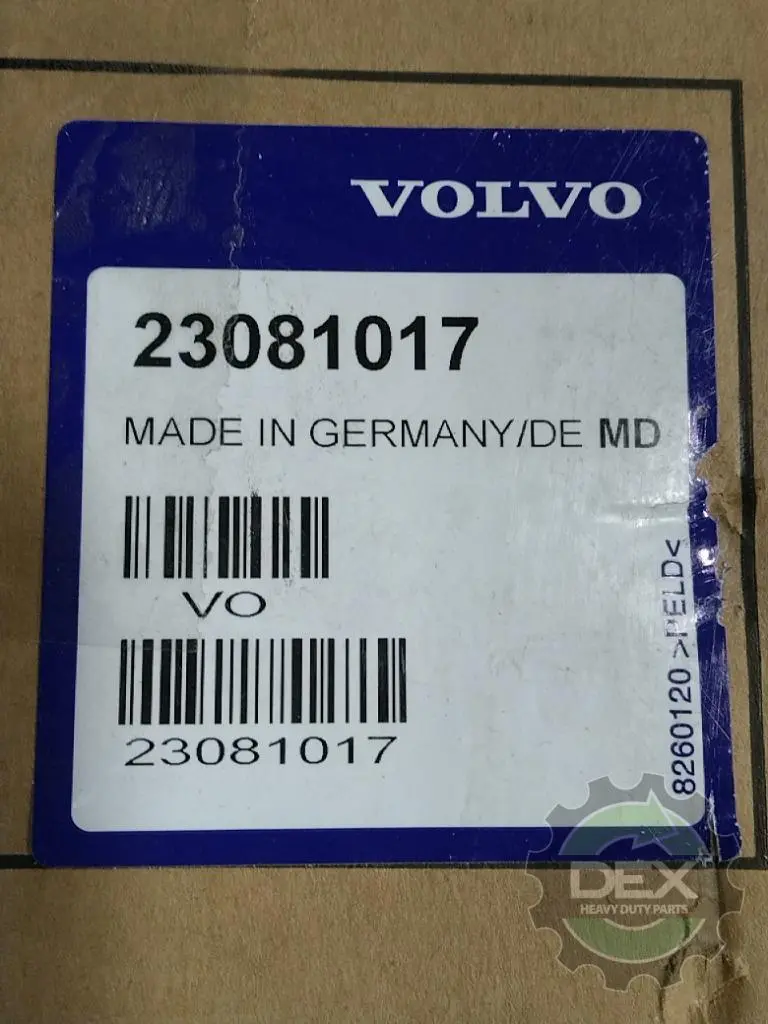 VOLVO
23081017
MADE IN GERMANY/DE MD
VO
23081017
8260120 >PELD<
DEX
HEAVY DUTY PARTS